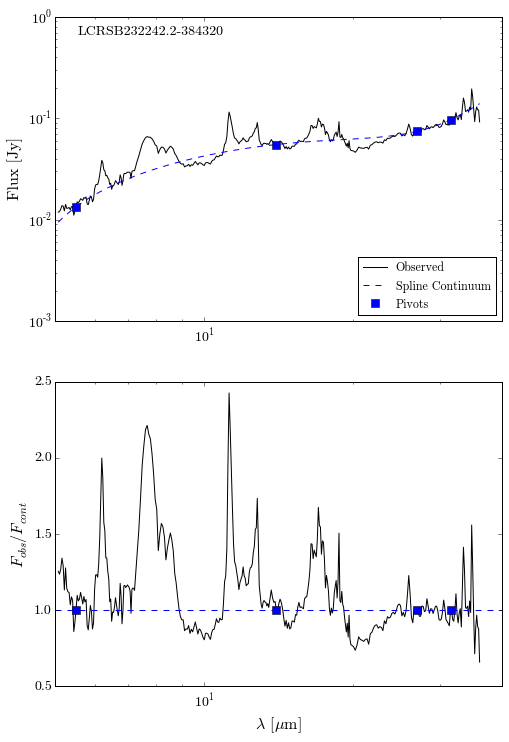 LCRSB232242.2-384320
Flux [Jy]
10^0
10^-1
10^-2
10^-3
10^1
Observed
Spline Continuum
Pivots
F_obs/F_cont
2.5
2.0
1.5
1.0
0.5
10^1
λ [μm]